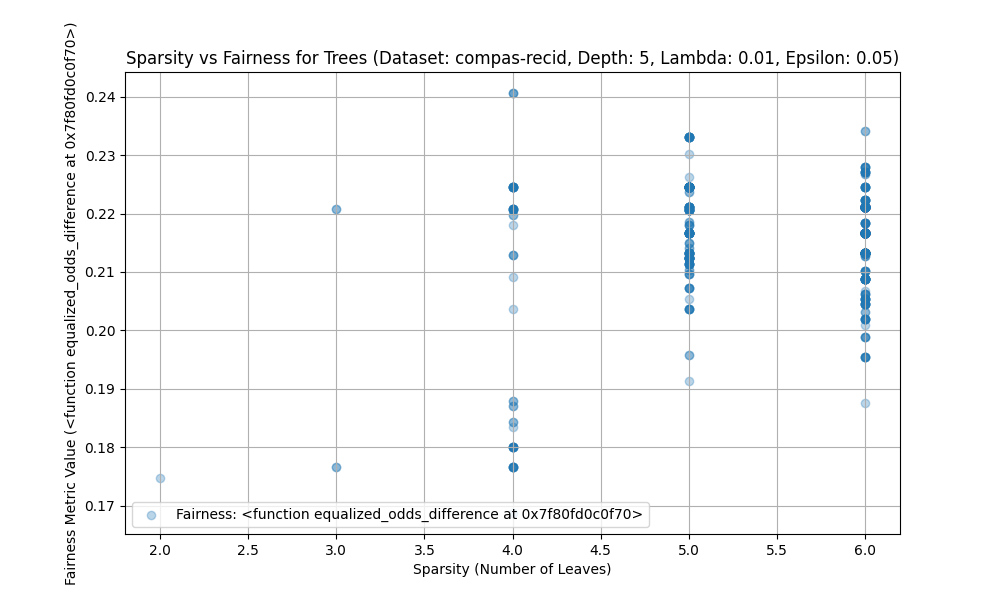 Sparsity vs Fairness for Trees (Dataset: compas-recid, Depth: 5, Lambda: 0.01, Epsilon: 0.05)
Fairness Metric Value (<function equalized_odds_difference at 0x7f80fd0c0f70>)
0.24
0.23
0.22
0.21
0.20
0.19
0.18
0.17
Fairness: <function equalized_odds_difference at 0x7f80fd0c0f70>
2.0 2.5 3.0 3.5 4.0 4.5 5.0 5.5 6.0
Sparsity (Number of Leaves)